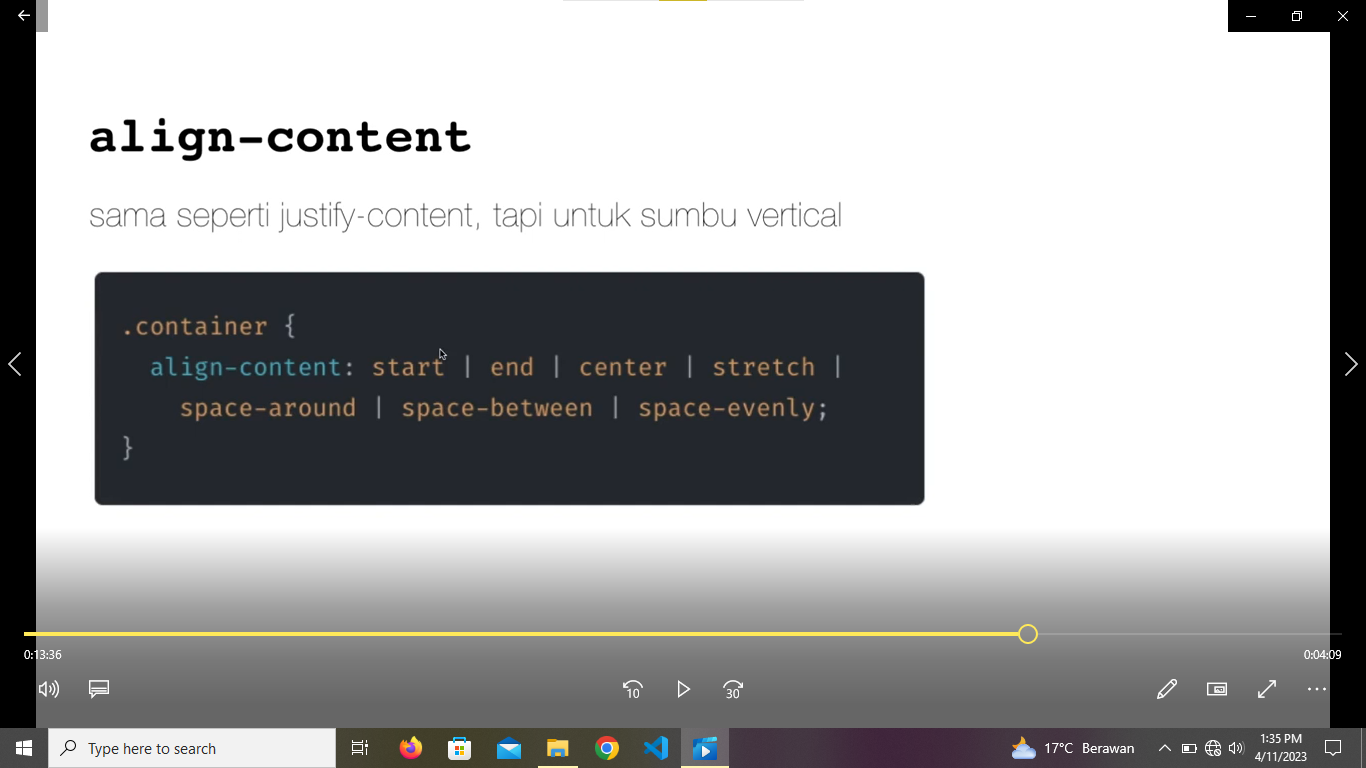 align-content
sama seperti justify-content, tapi untuk sumbu vertical
.container {
align-content: start | end | center | stretch |
space-around | space-between | space-evenly;
}
0:13:36
0:04:09
10
30
Type here to search
17°C Berawan
1:35 PM
4/11/2023